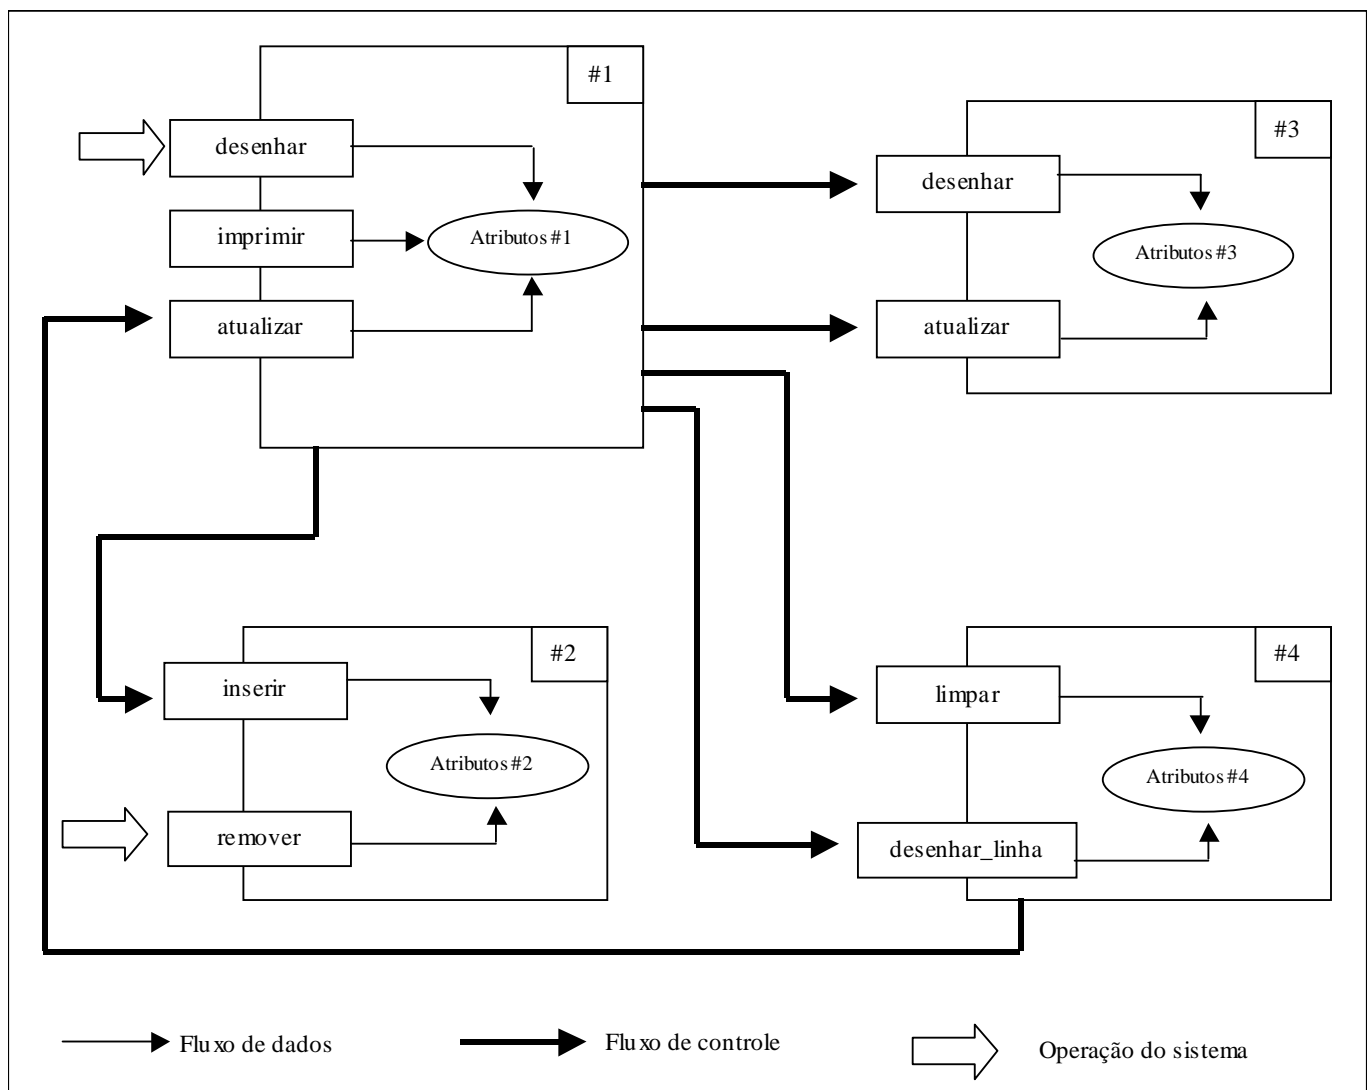 #1
desenhar
imprimir
atualizar
Atributos #1
#3
desenhar
atualizar
Atributos #3
#2
inserir
remover
Atributos #2
#4
limpar
desenhar_linha
Atributos #4
Fluxo de dados
Fluxo de controle
Operação do sistema